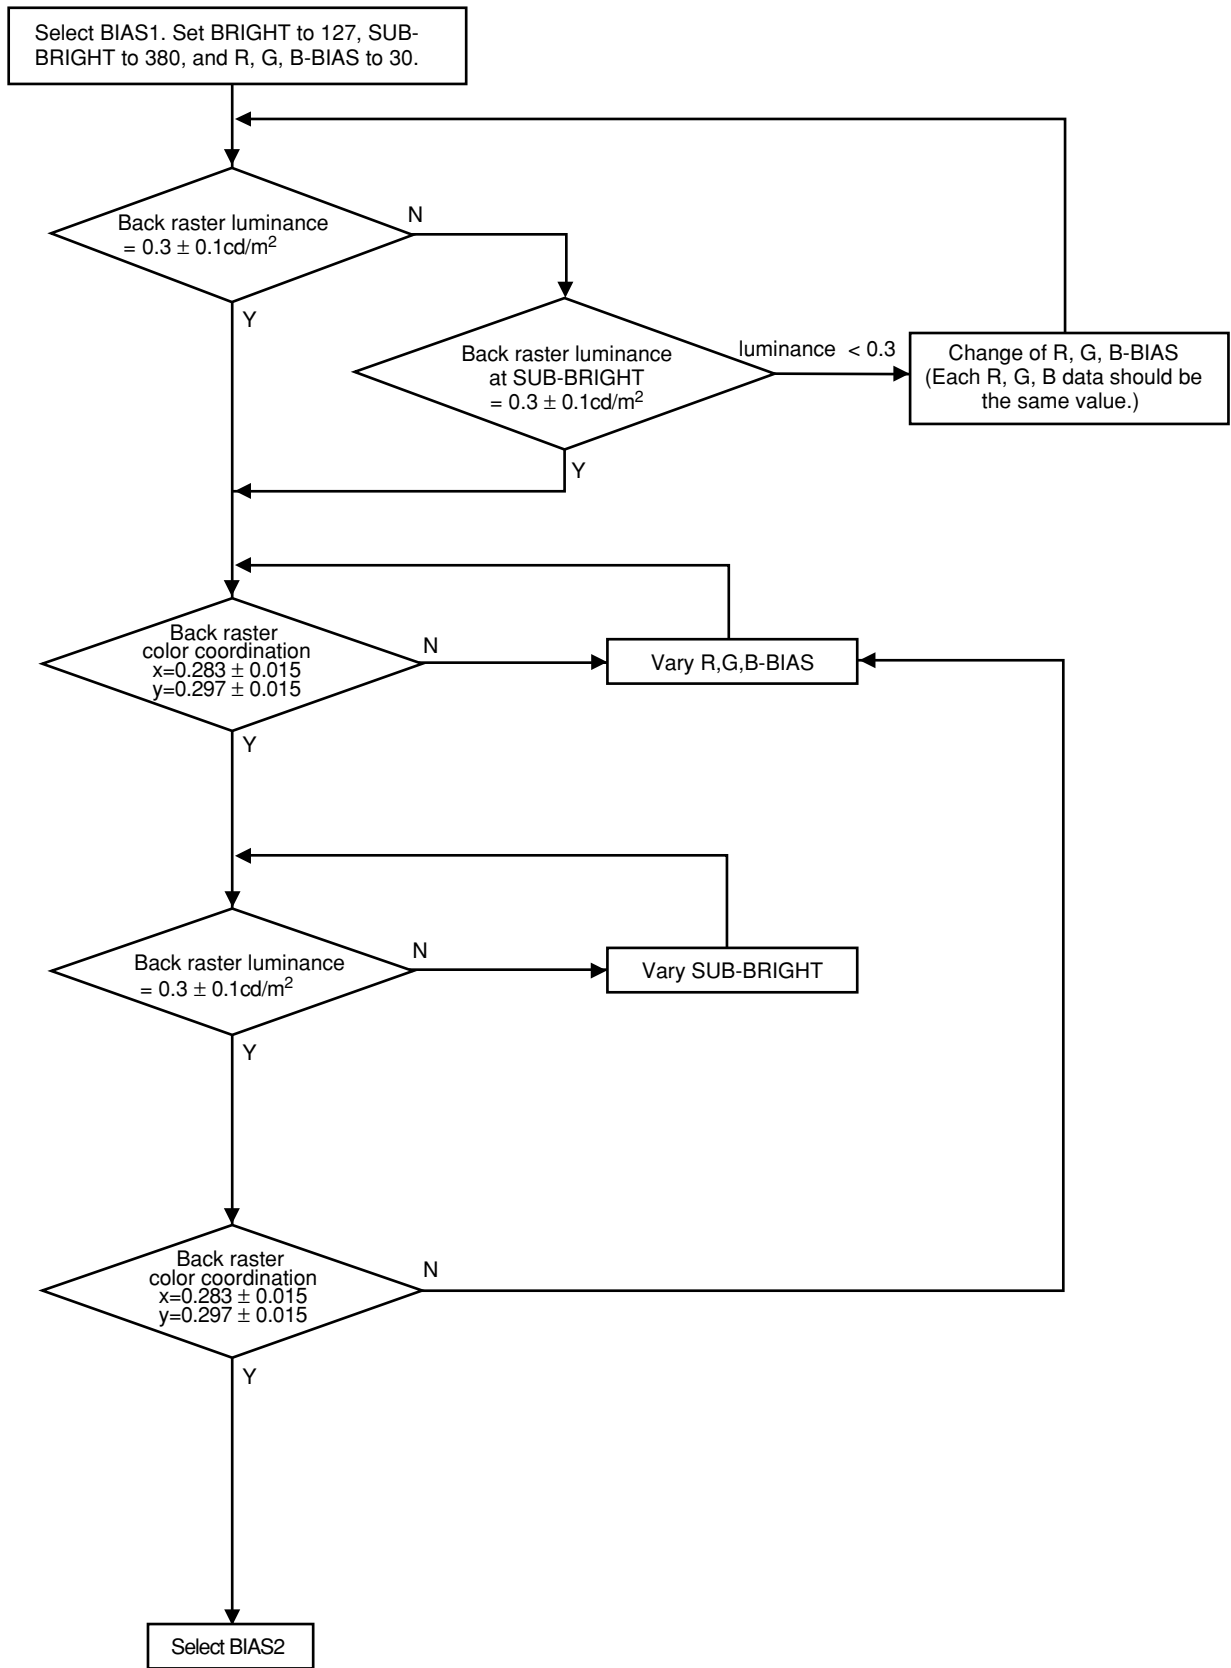 Select BIAS1. Set BRIGHT to 127, SUB-
BRIGHT to 380, and R, G, B-BIAS to 30.
Back raster luminance
= 0.3 ± 0.1cd/m²
N
Y
Back raster luminance
at SUB-BRIGHT
= 0.3 ± 0.1cd/m²
luminance < 0.3
Y
Change of R, G, B-BIAS
(Each R, G, B data should be
the same value.)
Back raster
color coordination
x=0.283 ± 0.015
y=0.297 ± 0.015
N
Y
Vary R,G,B-BIAS
Back raster luminance
= 0.3 ± 0.1cd/m²
N
Y
Vary SUB-BRIGHT
Back raster
color coordination
x=0.283 ± 0.015
y=0.297 ± 0.015
N
Y
Select BIAS2